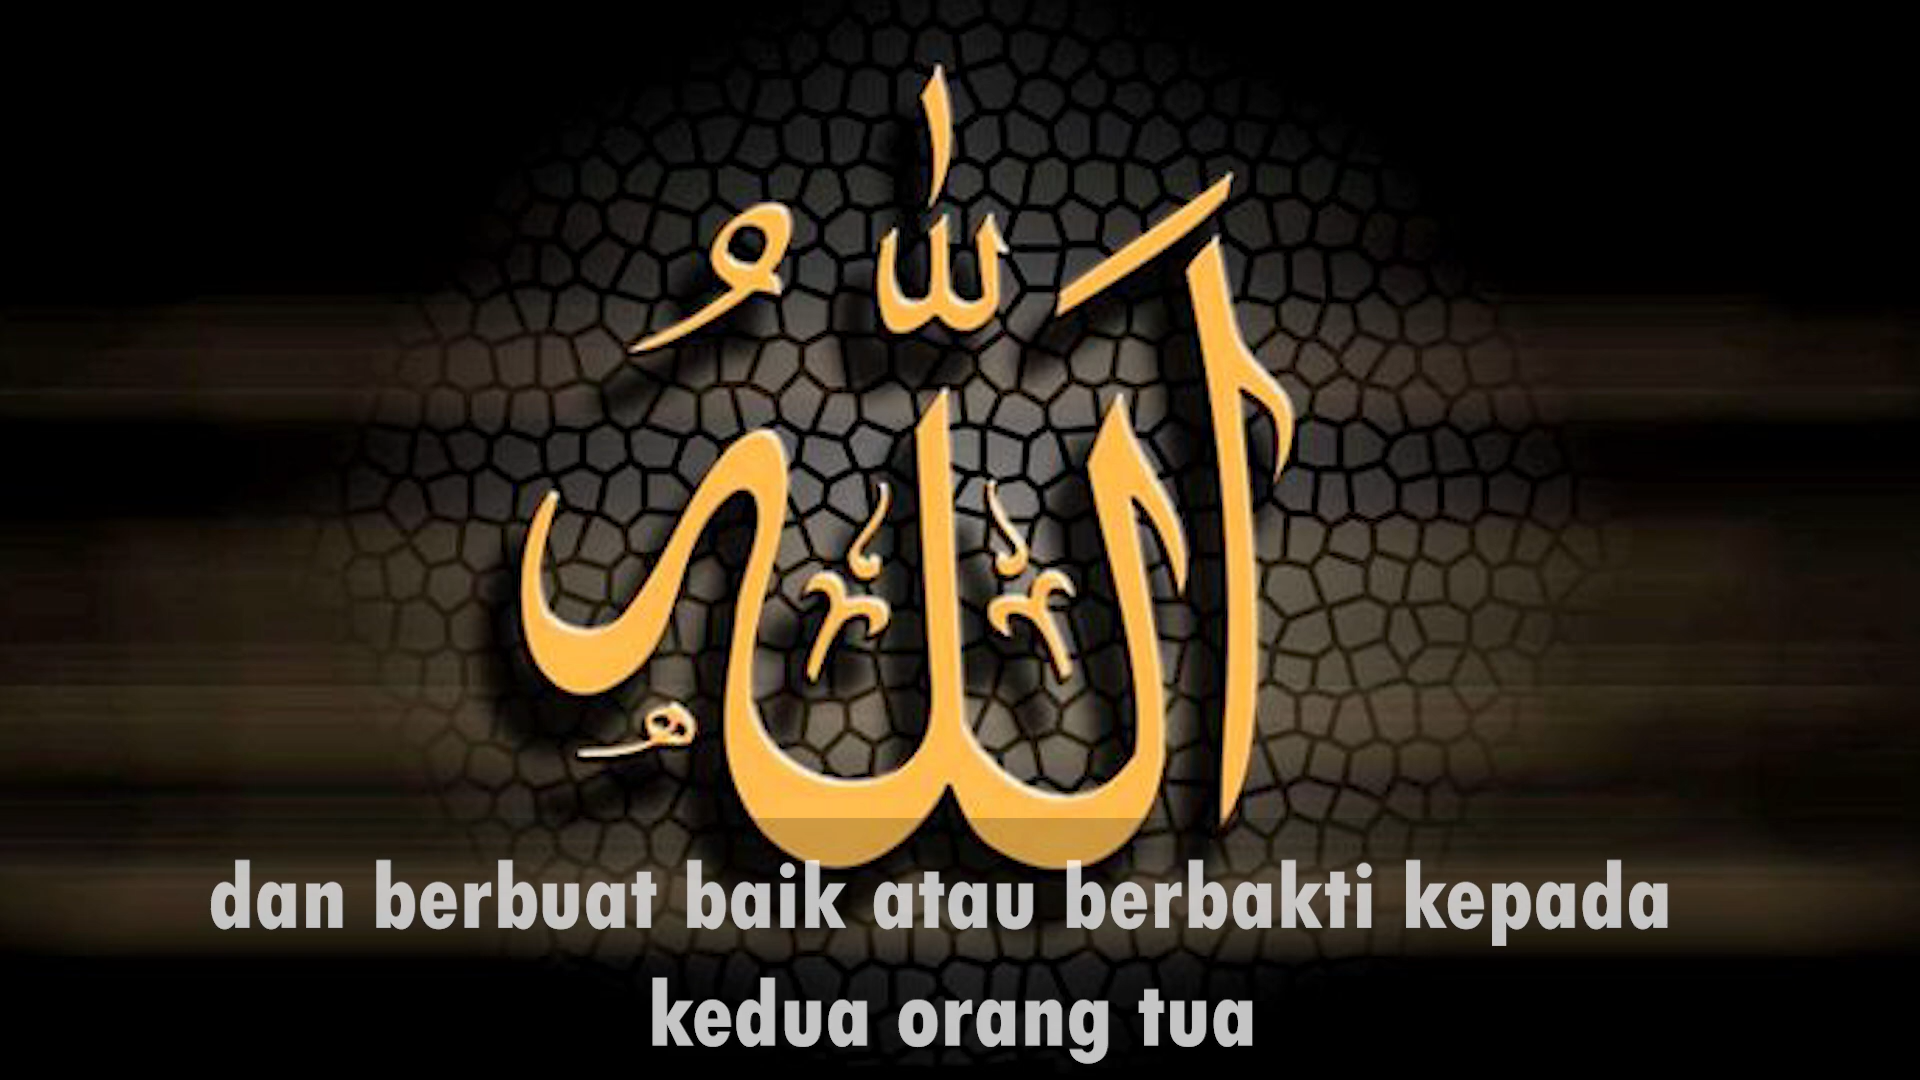 الله
dan berbuat baik atau berbakti kepada
kedua orang tua